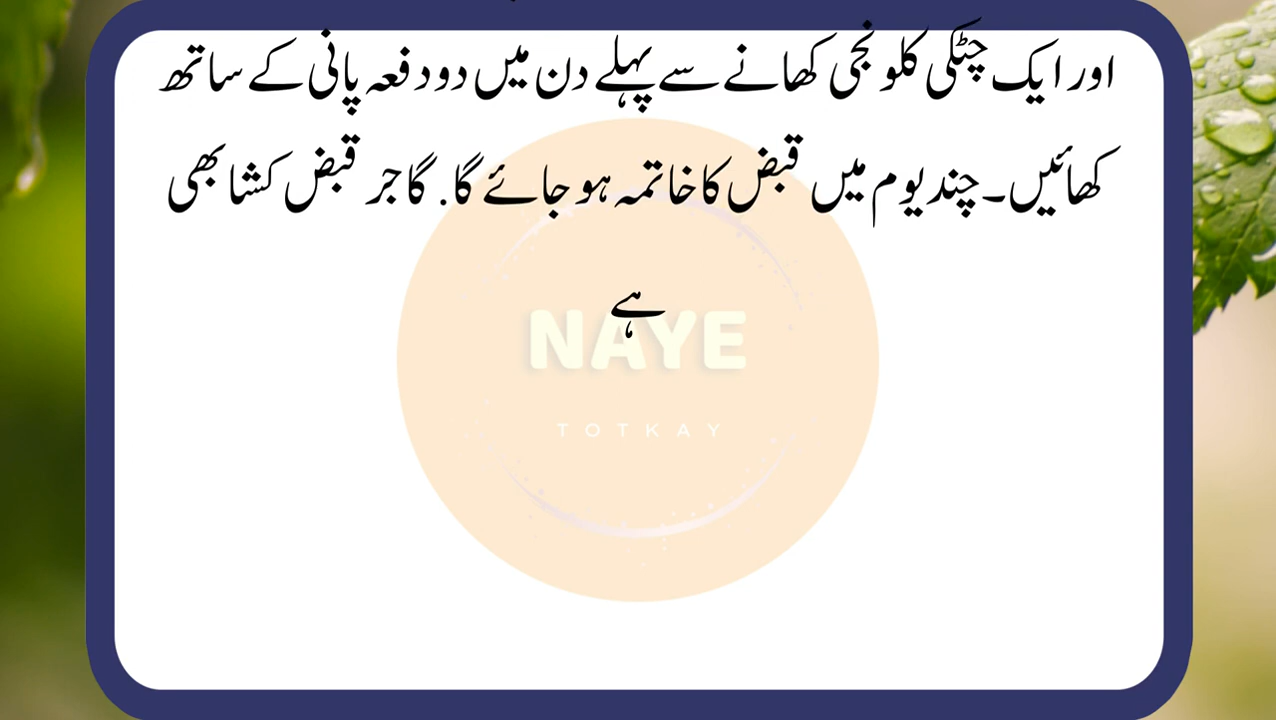 اور ایک چٹکی کلونجی کھانے سے پہلے دن میں دو دفعہ پانی کے ساتھ
کھائیں۔ چند یوم میں قبض کا خاتمہ ہو جائے گا. گاجر قبض کشا بھی
ہے
NAYE
TOTKAY